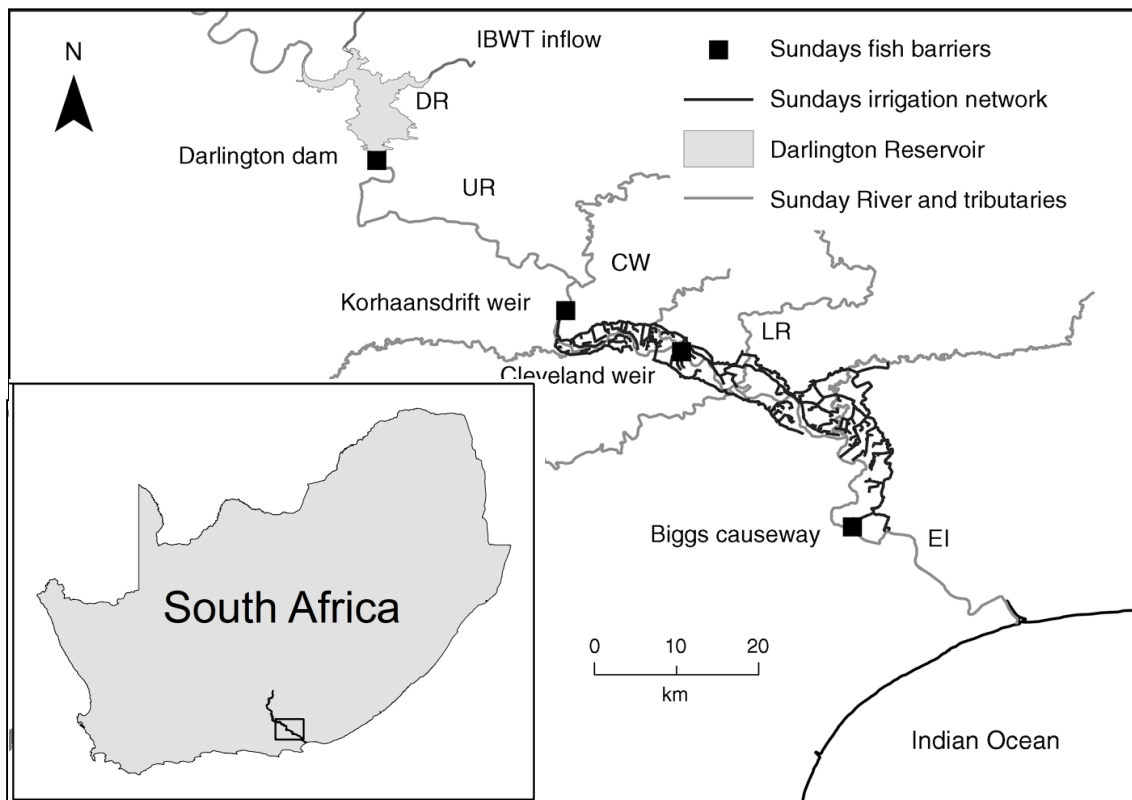 IBWT inflow
N
DR
Darlington dam
UR
Sundays fish barriers
Sundays irrigation network
Darlington Reservoir
Sunday River and tributaries
CW
Korhaansdrift weir
LR
Cleveland weir
Biggs causeway
EI
South Africa
0 10 20
km
Indian Ocean